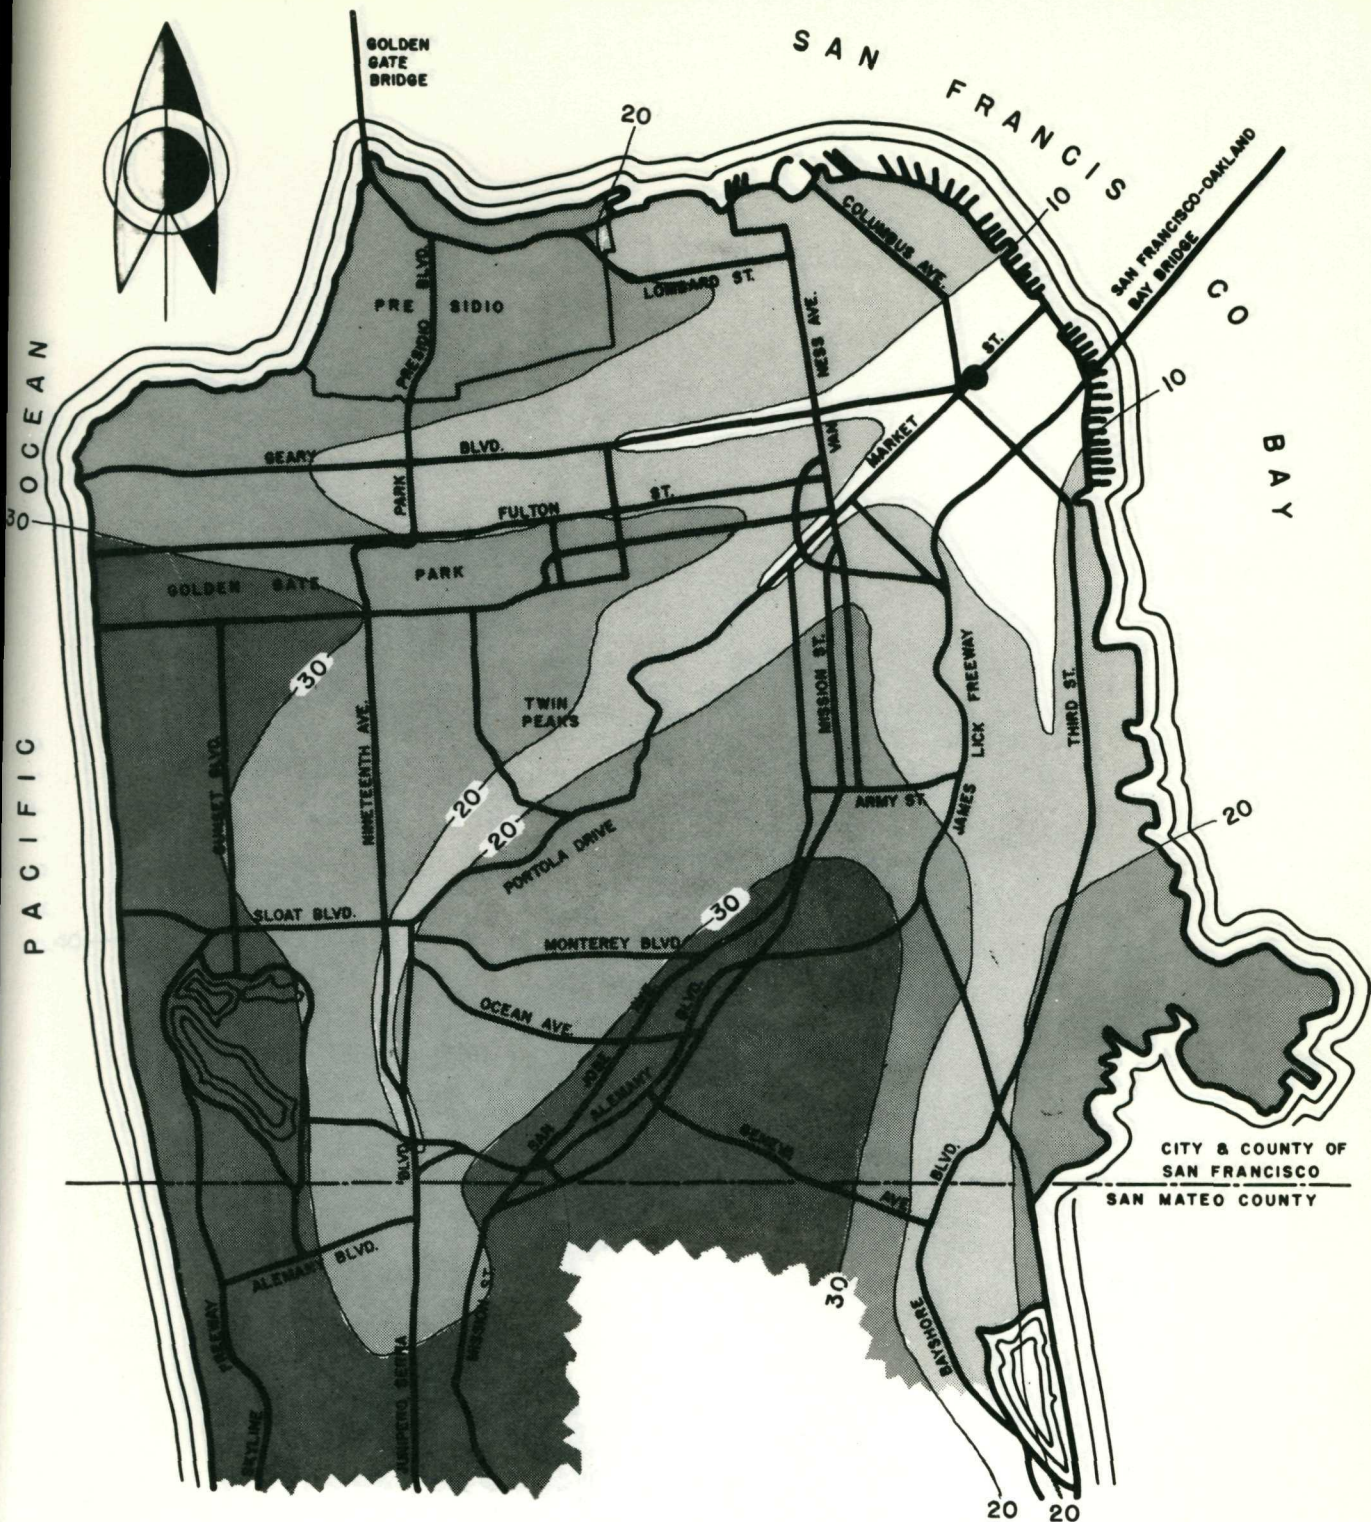 GOLDEN
GATE
BRIDGE
SAN FRANCISCO BAY
20
10
SAN FRANCISCO-OAKLAND
BAY BRIDGE
COLUMBUS AVE.
PRESIDIO
PRESIDIO BLVD.
LOMBARD ST.
VAN NESS AVE.
MARKET ST.
10
PACIFIC OCEAN
GEARY BLVD.
PARK
FULTON ST.
30
GOLDEN GATE PARK
30
TWIN
PEAKS
MISSION ST.
JAMES LICK FREEWAY
THIRD ST.
SUNSET BLVD.
NINETEENTH AVE.
20
20
ARMY ST.
20
PORTOLA DRIVE
30
SLOAT BLVD.
MONTEREY BLVD.
OCEAN AVE.
SAN JOSE AVE.
ALEMANY BLVD.
GENEVA AVE.
BLVD.
CITY & COUNTY OF
SAN FRANCISCO
SAN MATEO COUNTY
ALEMANY BLVD.
MISSION ST.
30
BAYSHORE
JUNIPERO SERRA BLVD.
SKYLINE FREEWAY
20
20